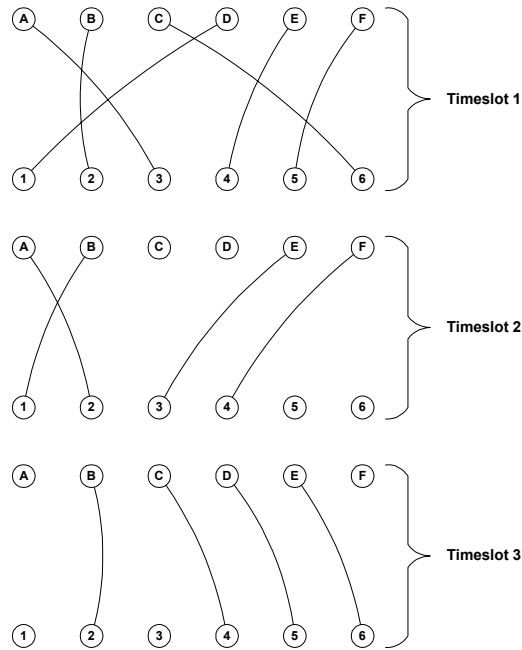 A B C D E F
Timeslot 1
1 2 3 4 5 6
A B C D E F
Timeslot 2
1 2 3 4 5 6
A B C D E F
Timeslot 3
1 2 3 4 5 6